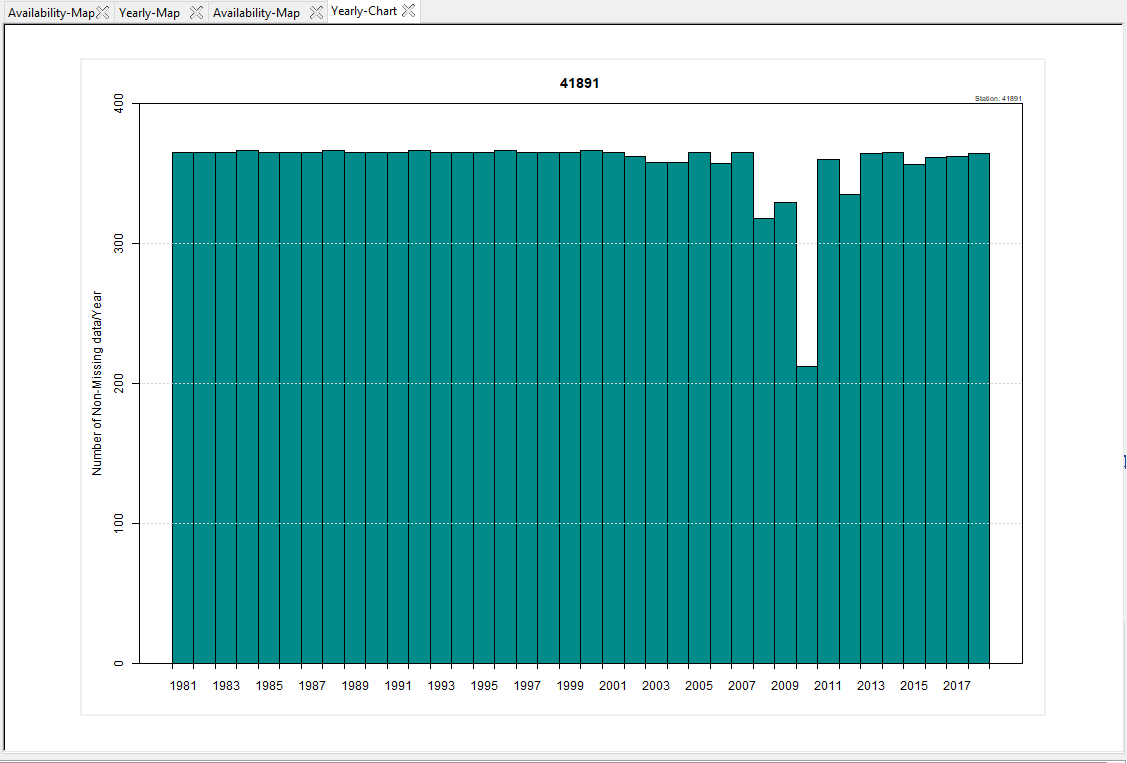 Availability-Map Yearly-Map Availability-Map Yearly-Chart
41891
Station: 41891
400
300
200
100
0
Number of Non-Missing data/Year
1981 1983 1985 1987 1989 1991 1993 1995 1997 1999 2001 2003 2005 2007 2009 2011 2013 2015 2017